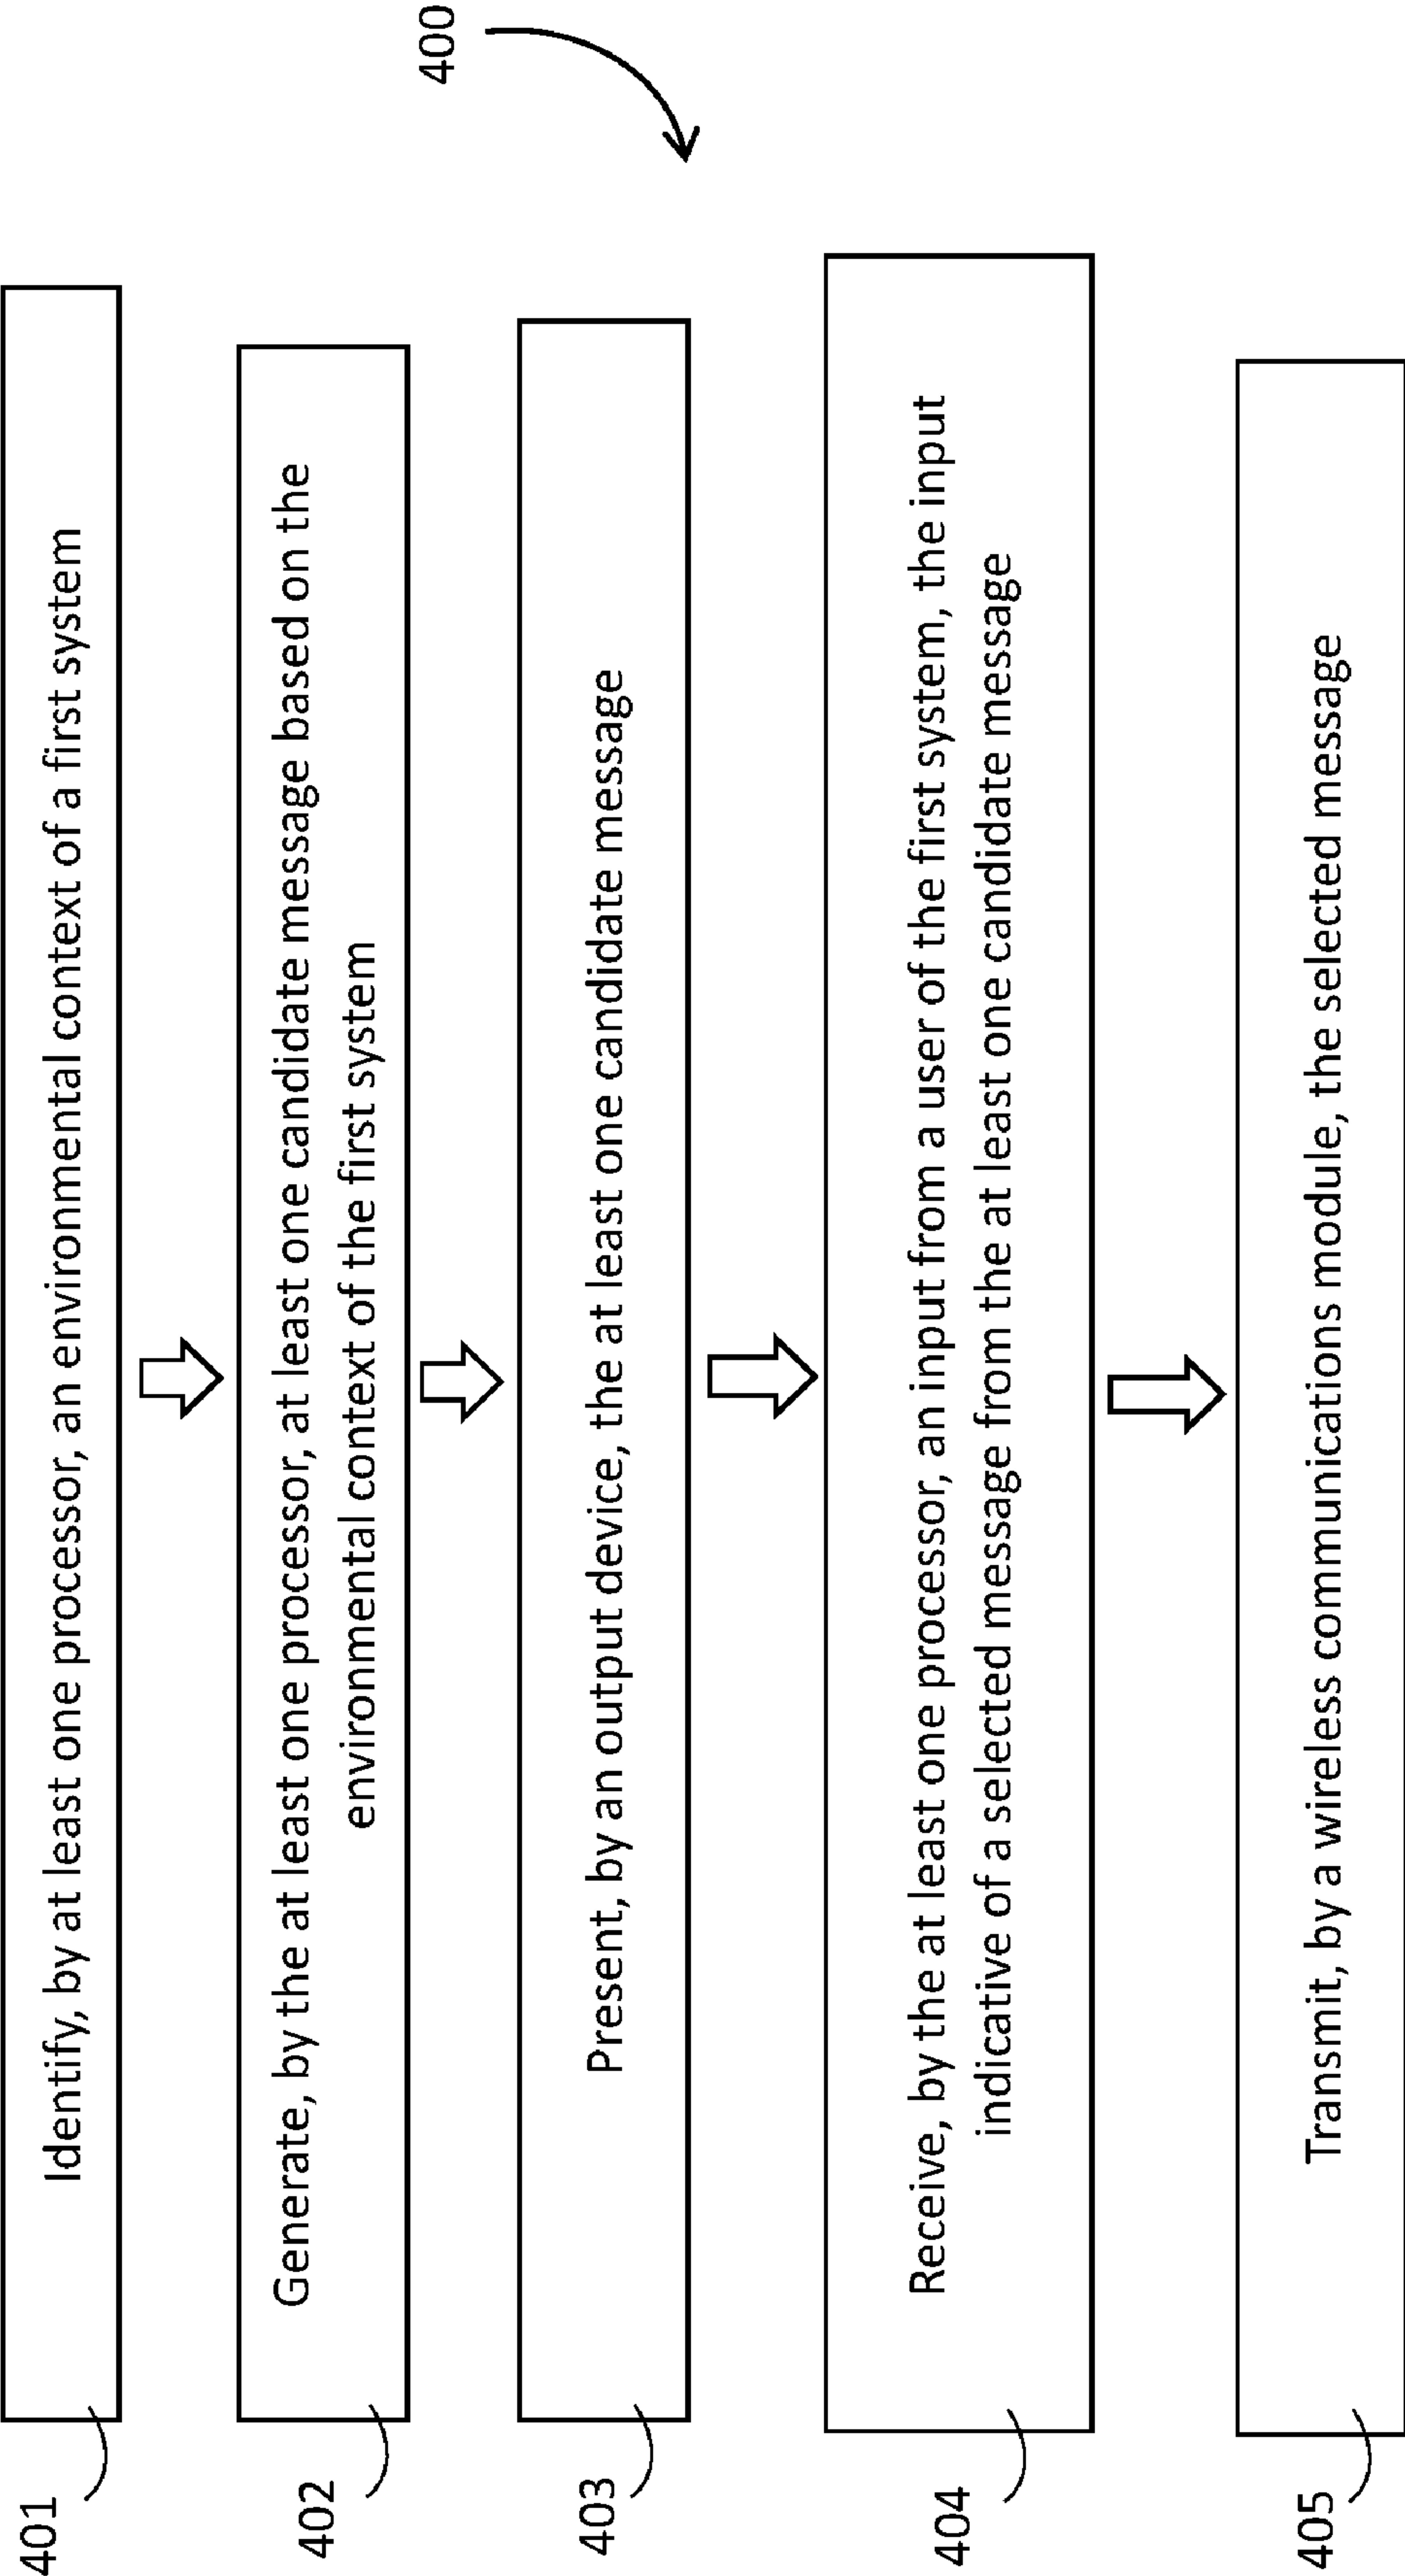 400
401
Identify, by at least one processor, an environmental context of a first system
402
Generate, by the at least one processor, at least one candidate message based on the
environmental context of the first system
403
Present, by an output device, the at least one candidate message
404
Receive, by the at least one processor, an input from a user of the first system, the input
indicative of a selected message from the at least one candidate message
405
Transmit, by a wireless communications module, the selected message